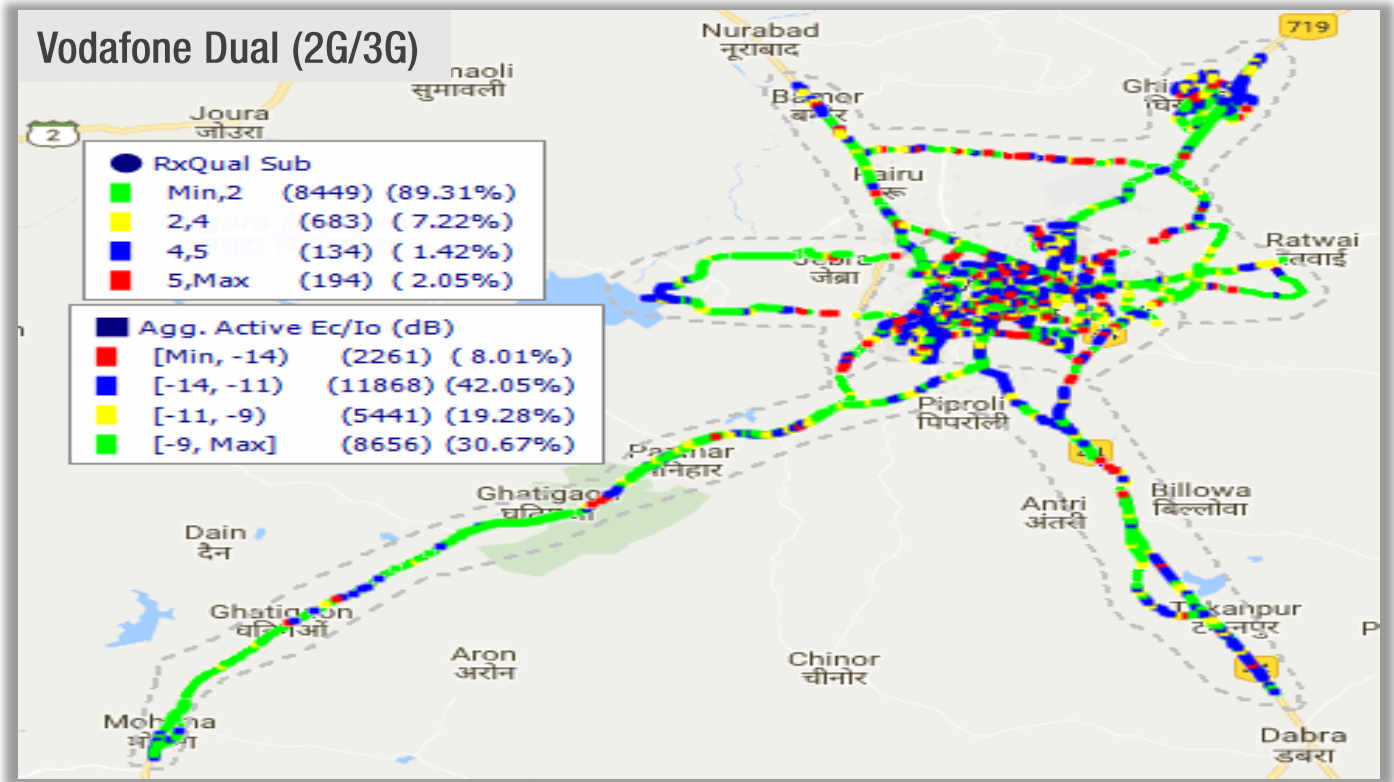 Vodafone Dual (2G/3G)
Nurabad
नूराबाद
719
सुमावली
Joura
जोउरा
2
RxQual Sub
Min,2 (8449) (89.31%)
2,4 (683) ( 7.22%)
4,5 (134) ( 1.42%)
5,Max (194) ( 2.05%)
Ratwai
जेब्रा
Agg. Active Ec/Io (dB)
[Min, -14) (2261) ( 8.01%)
[-14, -11) (11868) (42.05%)
[-11, -9) (5441) (19.28%)
[-9, Max] (8656) (30.67%)
Piproli
पिपरोली
Antri
अंतरी
Billowa
बिल्लोवा
Dain
दैन
Aron
अरोन
Chinor
चीनोर
Dabra
डबरा